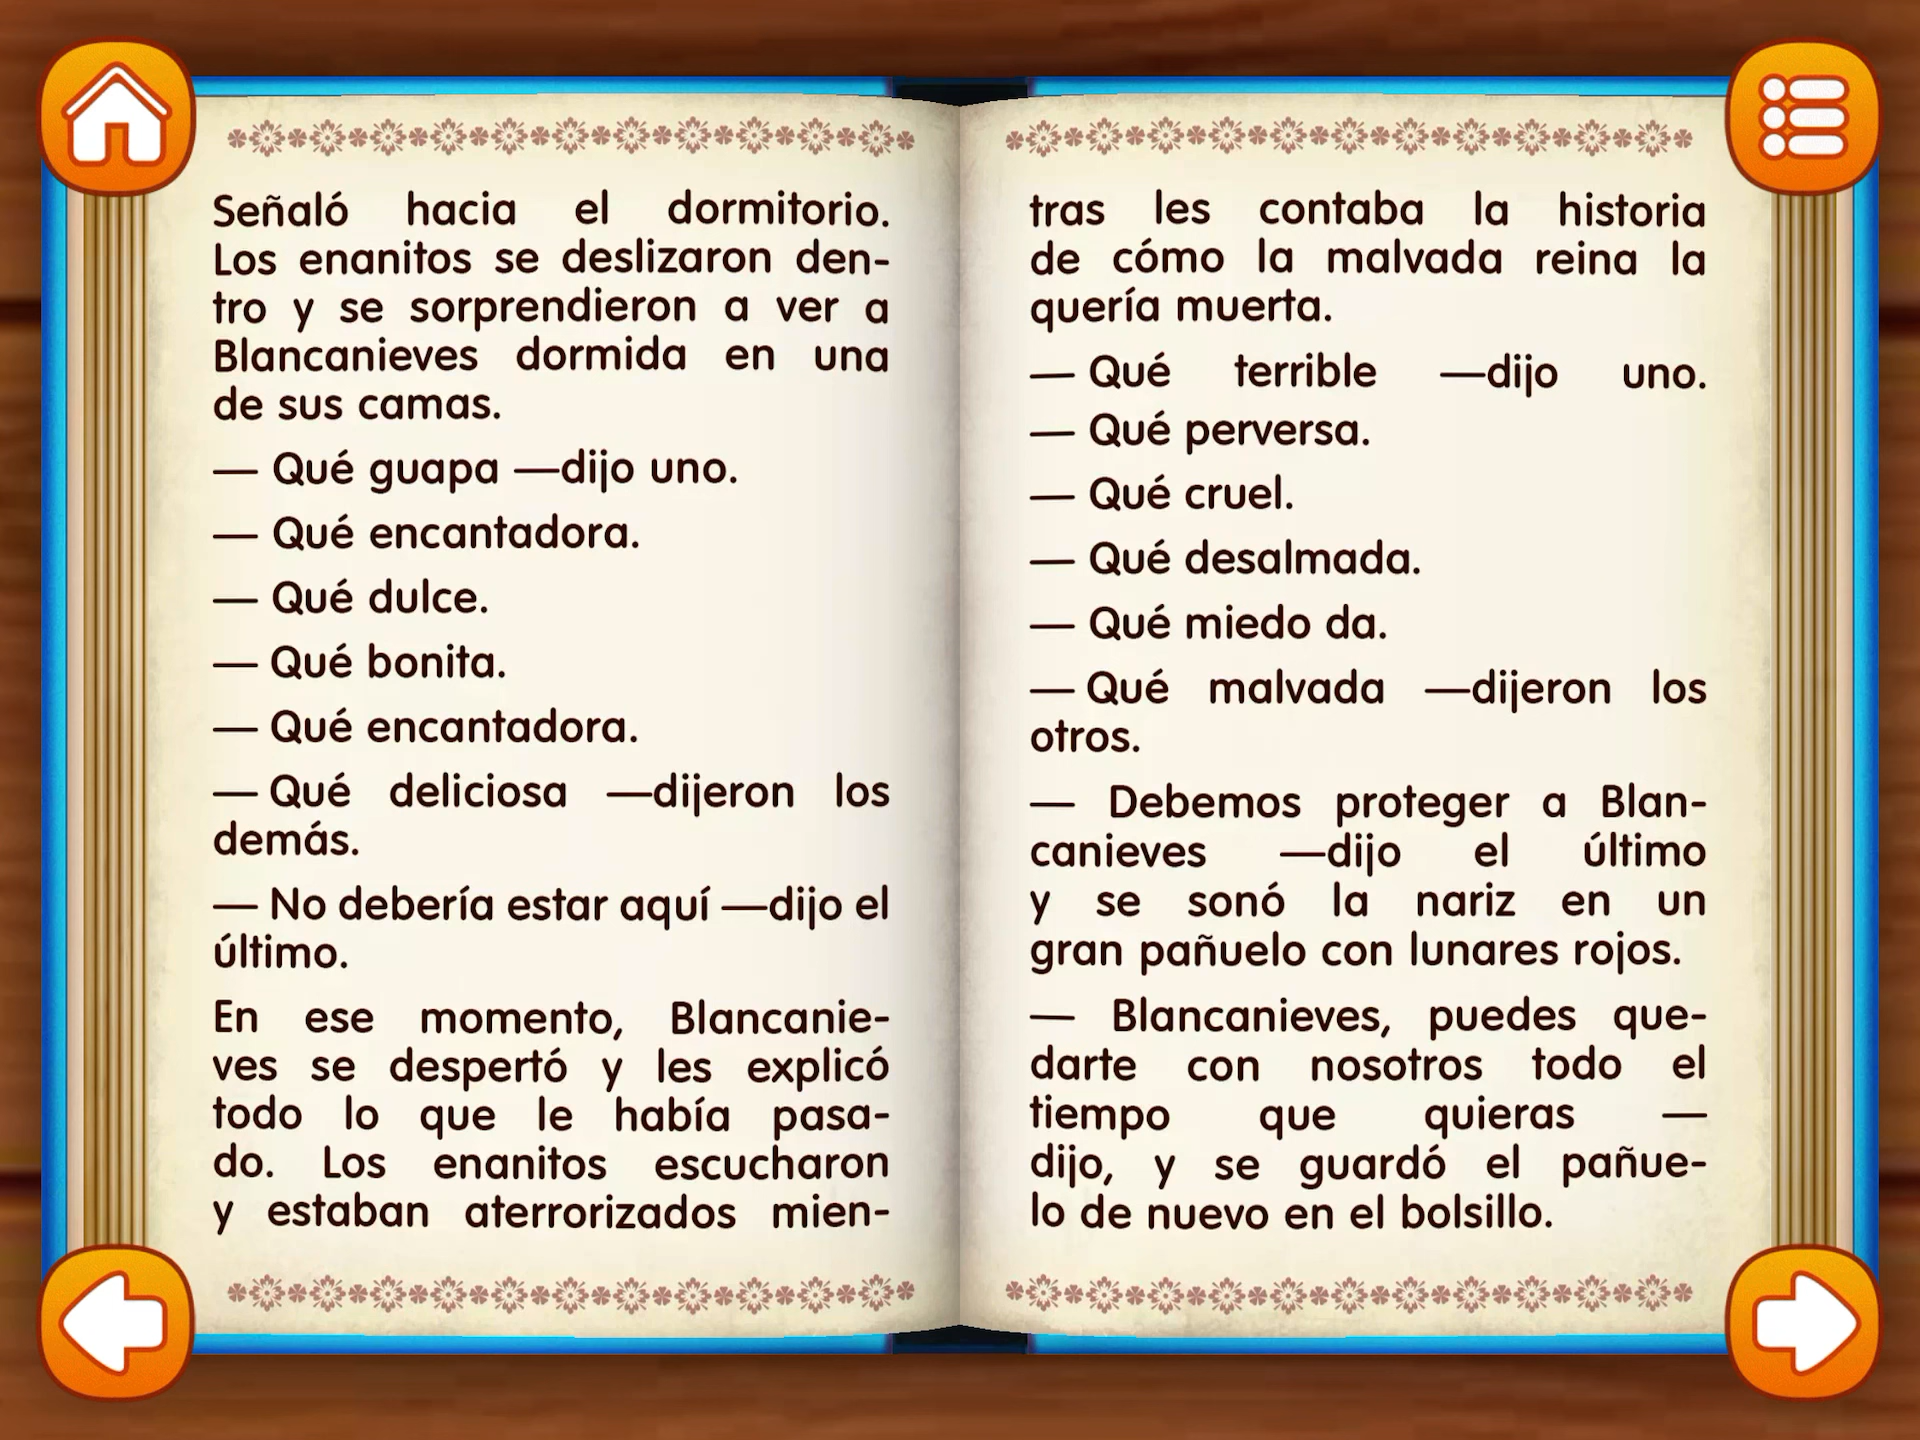 Señaló hacia el dormitorio.
Los enanitos se deslizaron den-
tro y se sorprendieron a ver a
Blancanieves dormida en una
de sus camas.
— Qué guapa —dijo uno.
— Qué encantadora.
— Qué dulce.
— Qué bonita.
— Qué encantadora.
— Qué deliciosa —dijeron los
demás.
— No debería estar aquí —dijo el
último.
En ese momento, Blancanie-
ves se despertó y les explicó
todo lo que le había pasa-
do. Los enanitos escucharon
y estaban aterrorizados mien-
tras les contaba la historia
de cómo la malvada reina la
quería muerta.
— Qué terrible —dijo uno.
— Qué perversa.
— Qué cruel.
— Qué desalmada.
— Qué miedo da.
— Qué malvada —dijeron los
otros.
— Debemos proteger a Blan-
canieves —dijo el último
y se sonó la nariz en un
gran pañuelo con lunares rojos.
— Blancanieves, puedes que-
darte con nosotros todo el
tiempo que quieras —
dijo, y se guardó el pañue-
lo de nuevo en el bolsillo.